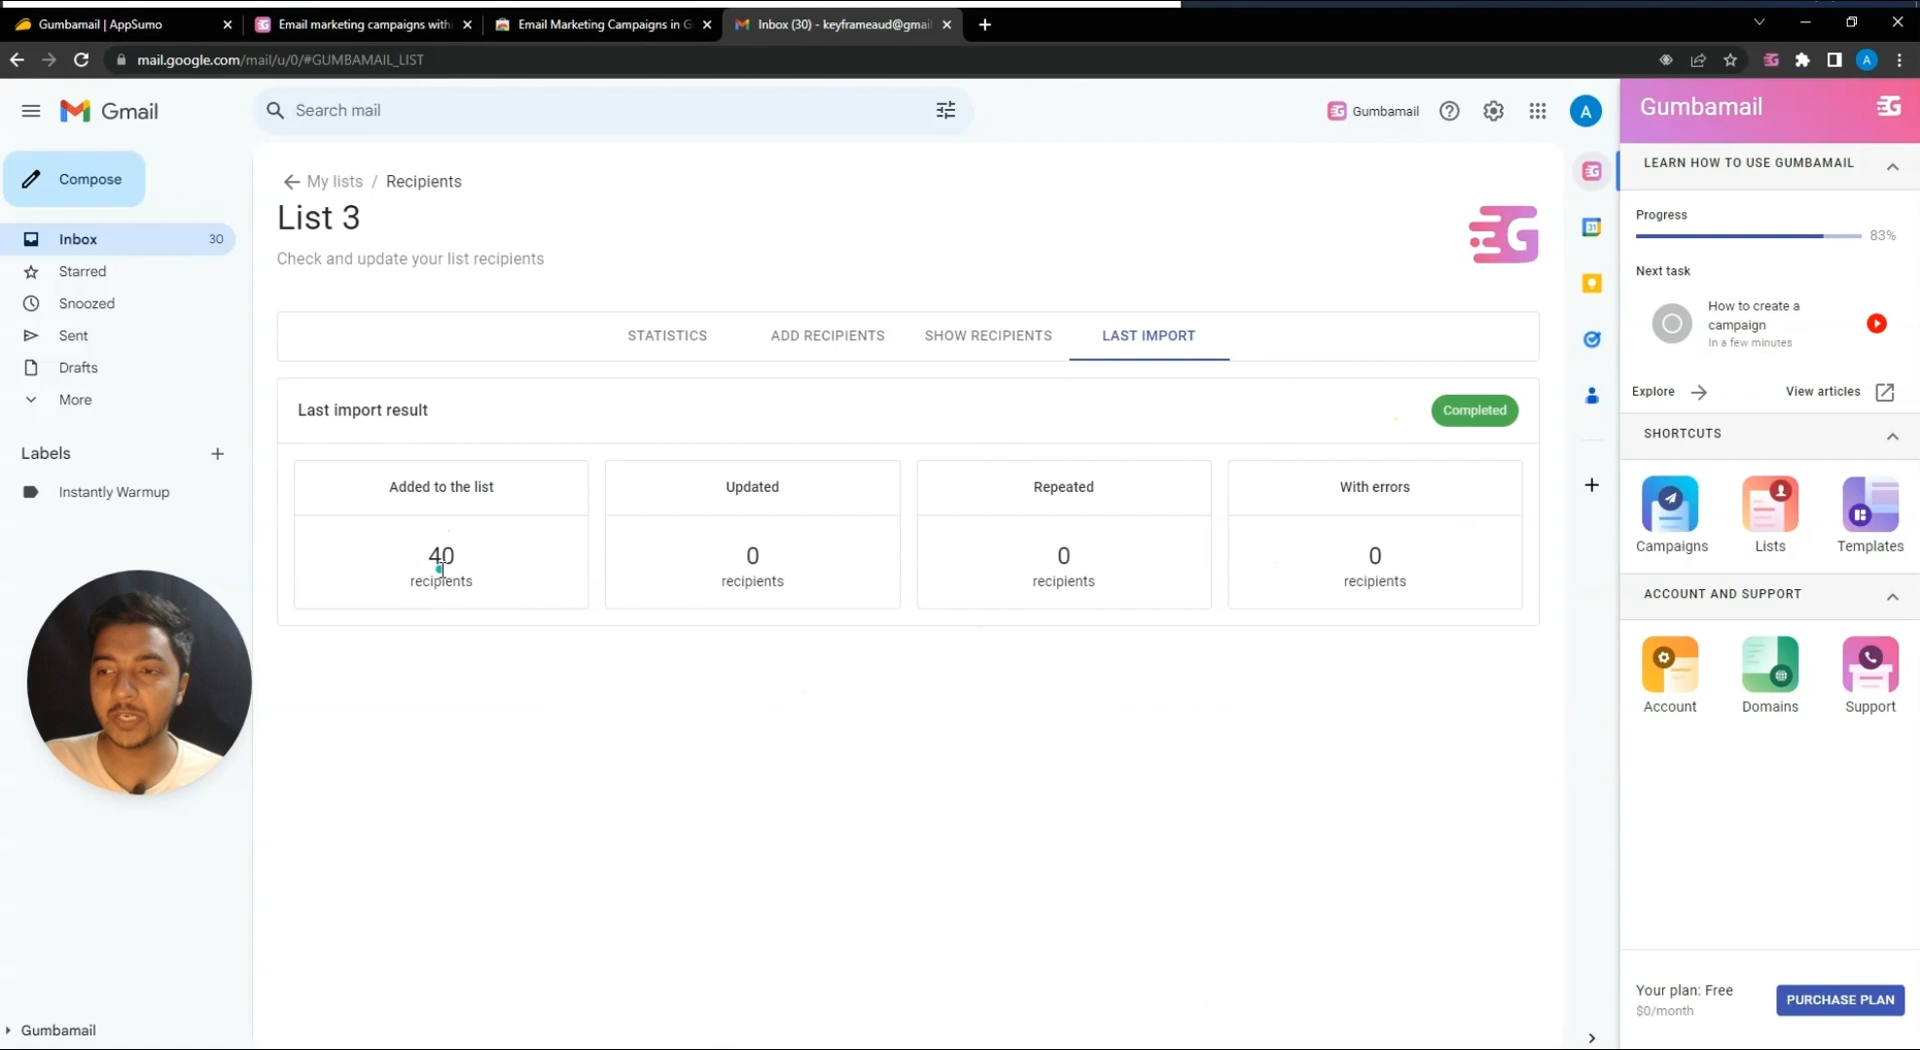 Gumbamail | AppSumo
Email marketing campaigns with
Email Marketing Campaigns in G
Inbox (30) - keyframeaud@gmail
mail.google.com/mail/u/0/#GUMBAMAIL_LIST
A
Gmail
Search mail
Gumbamail
A
Gumbamail
Compose
Inbox 30
Starred
Snoozed
Sent
Drafts
More
Labels
Instantly Warmup
Gumbamail
My lists / Recipients
List 3
Check and update your list recipients
STATISTICS ADD RECIPIENTS SHOW RECIPIENTS LAST IMPORT
Last import result
Completed
Added to the list
40
recipients
Updated
0
recipients
Repeated
0
recipients
With errors
0
recipients
31
LEARN HOW TO USE GUMBAMAIL
Progress
83%
Next task
How to create a
campaign
In a few minutes
Explore
View articles
SHORTCUTS
Campaigns
Lists
Templates
ACCOUNT AND SUPPORT
Account
Domains
Support
Your plan: Free
$0/month
PURCHASE PLAN